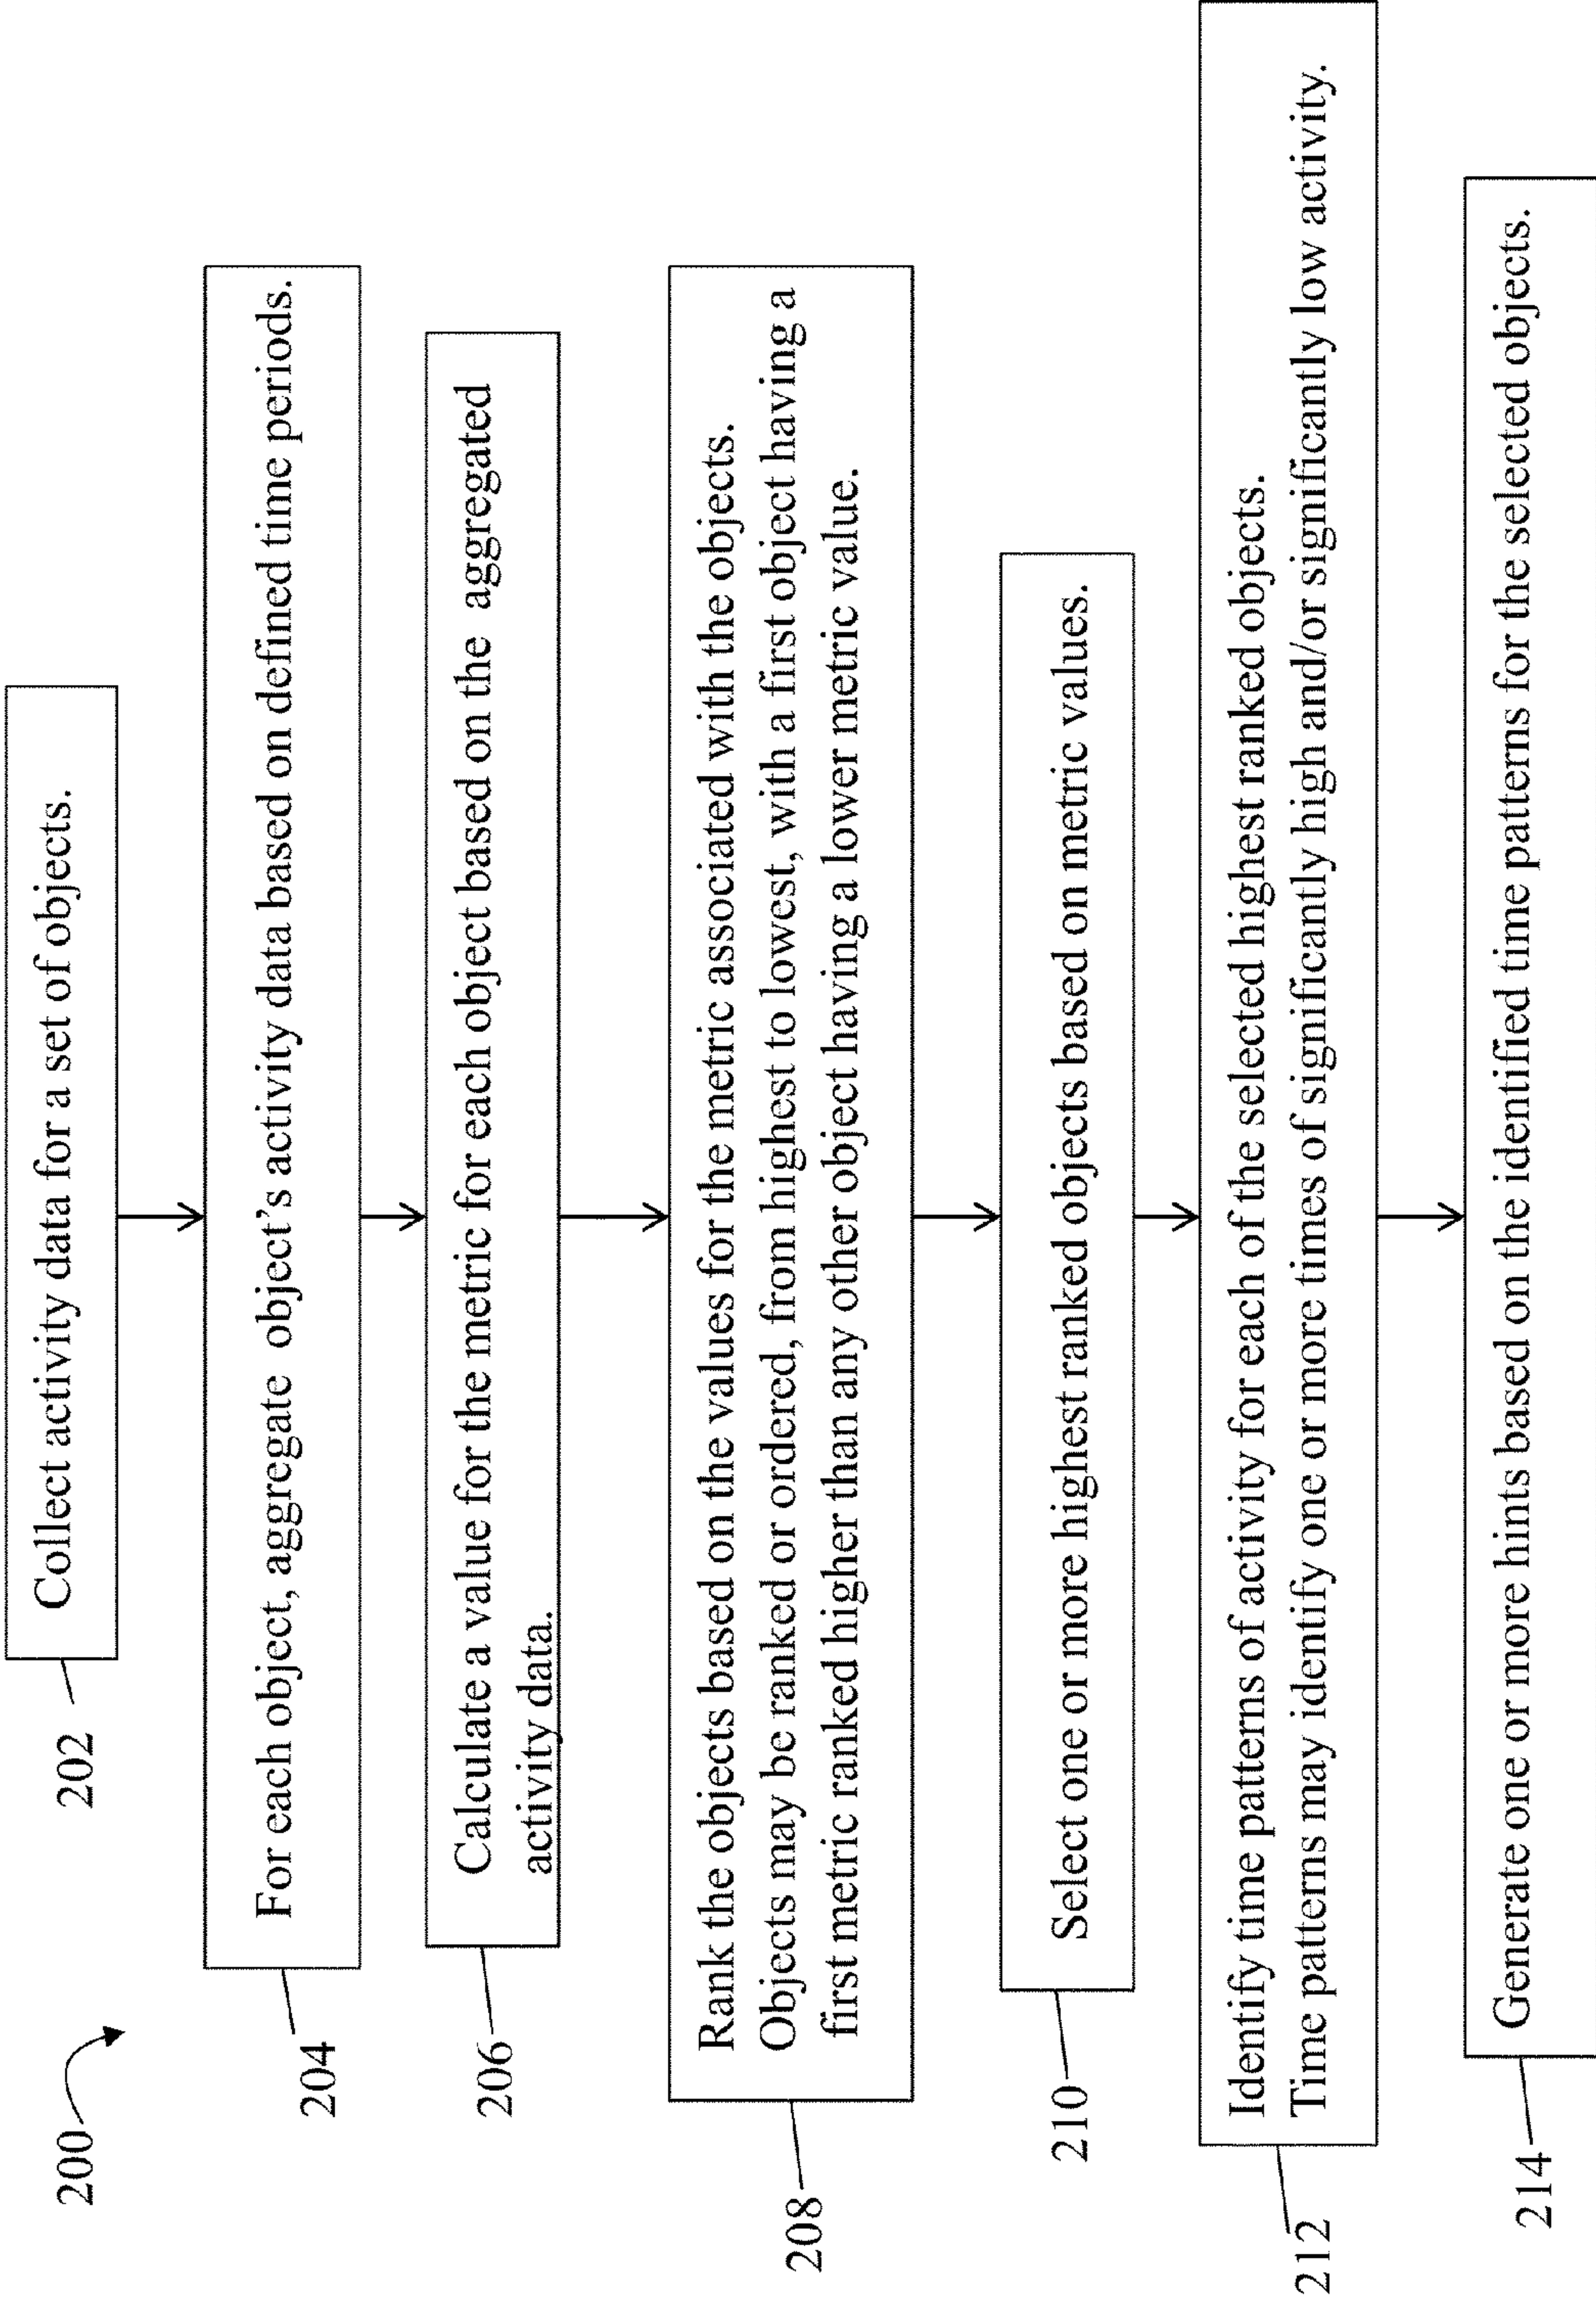 200
202
Collect activity data for a set of objects.
204
For each object, aggregate object's activity data based on defined time periods.
206
Calculate a value for the metric for each object based on the aggregated
activity data.
208
Rank the objects based on the values for the metric associated with the objects.
Objects may be ranked or ordered, from highest to lowest, with a first object having a
first metric ranked higher than any other object having a lower metric value.
210
Select one or more highest ranked objects based on metric values.
212
Identify time patterns of activity for each of the selected highest ranked objects.
Time patterns may identify one or more times of significantly high and/or significantly low activity.
214
Generate one or more hints based on the identified time patterns for the selected objects.